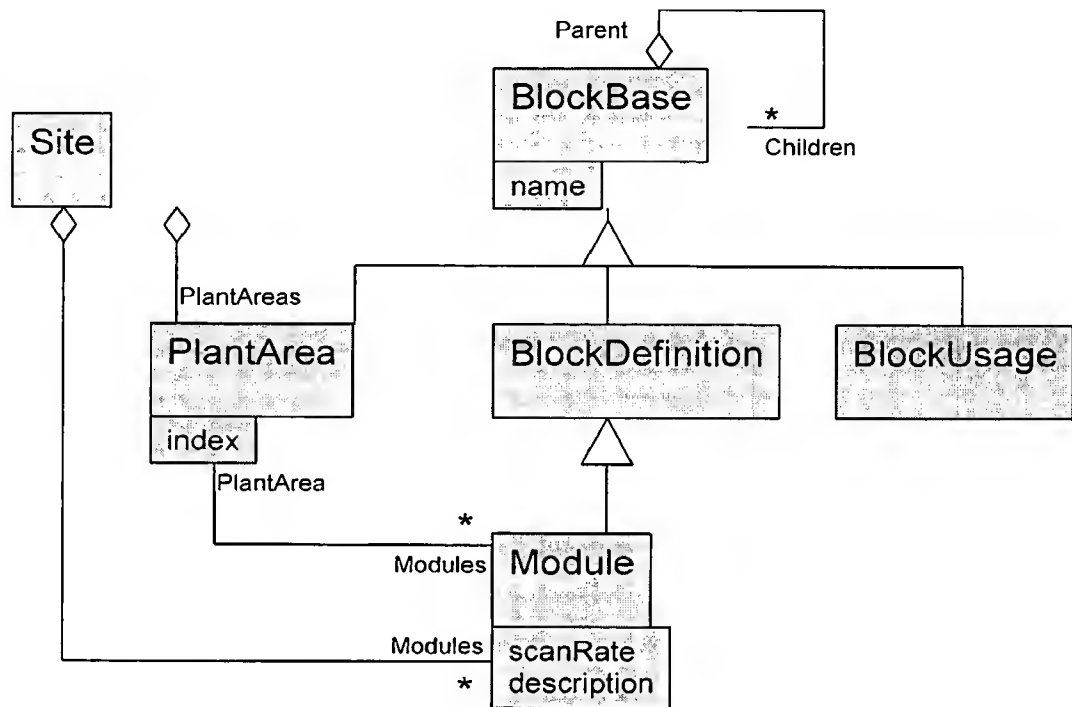 Parent
BlockBase
*
Children
name
Site
PlantAreas
PlantArea
BlockDefinition
BlockUsage
index
PlantArea
*
Modules
Module
Modules
*
scanRate
description